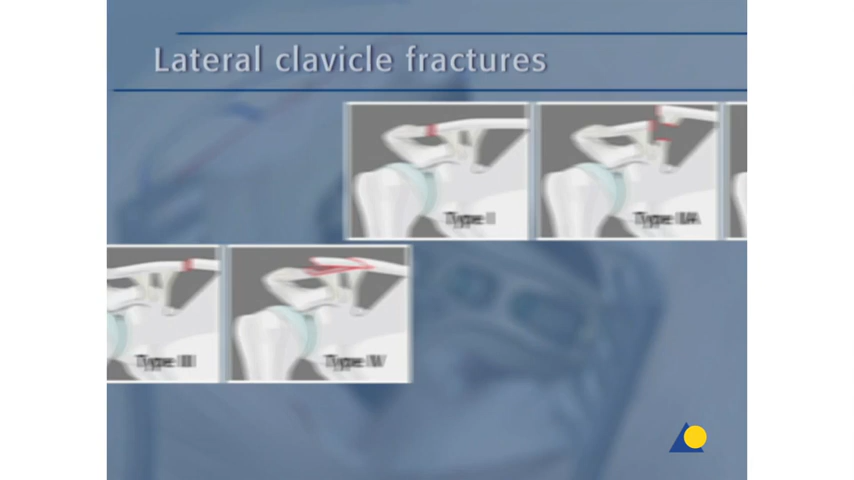 Lateral clavicle fractures
Type I
Type IIA
Type III
Type IV